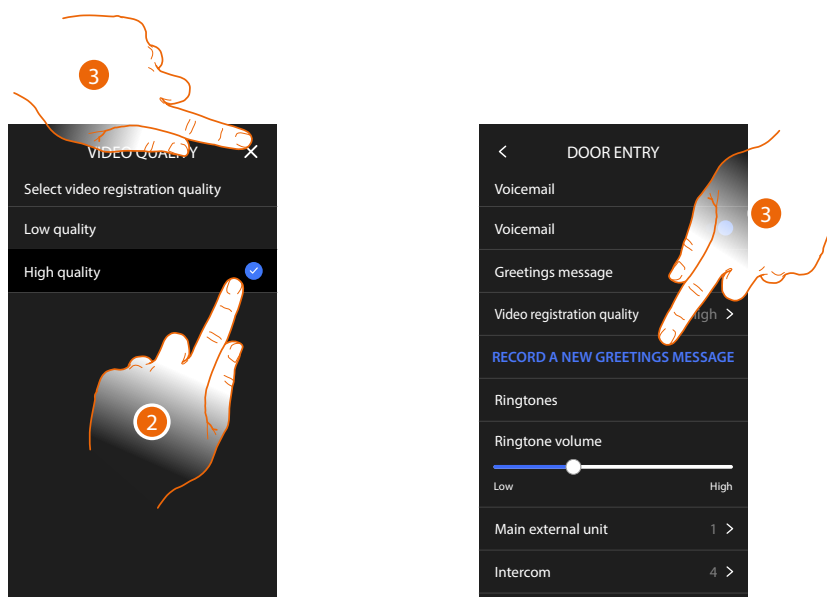 3
VIDEO QUALITY
Select video registration quality
Low quality
High quality
2
DOOR ENTRY
Voicemail
3
Voicemail
Greetings message
Video registration quality
RECORD A NEW GREETINGS MESSAGE
Ringtones
Ringtone volume
Low High
Main external unit 1
Intercom 4